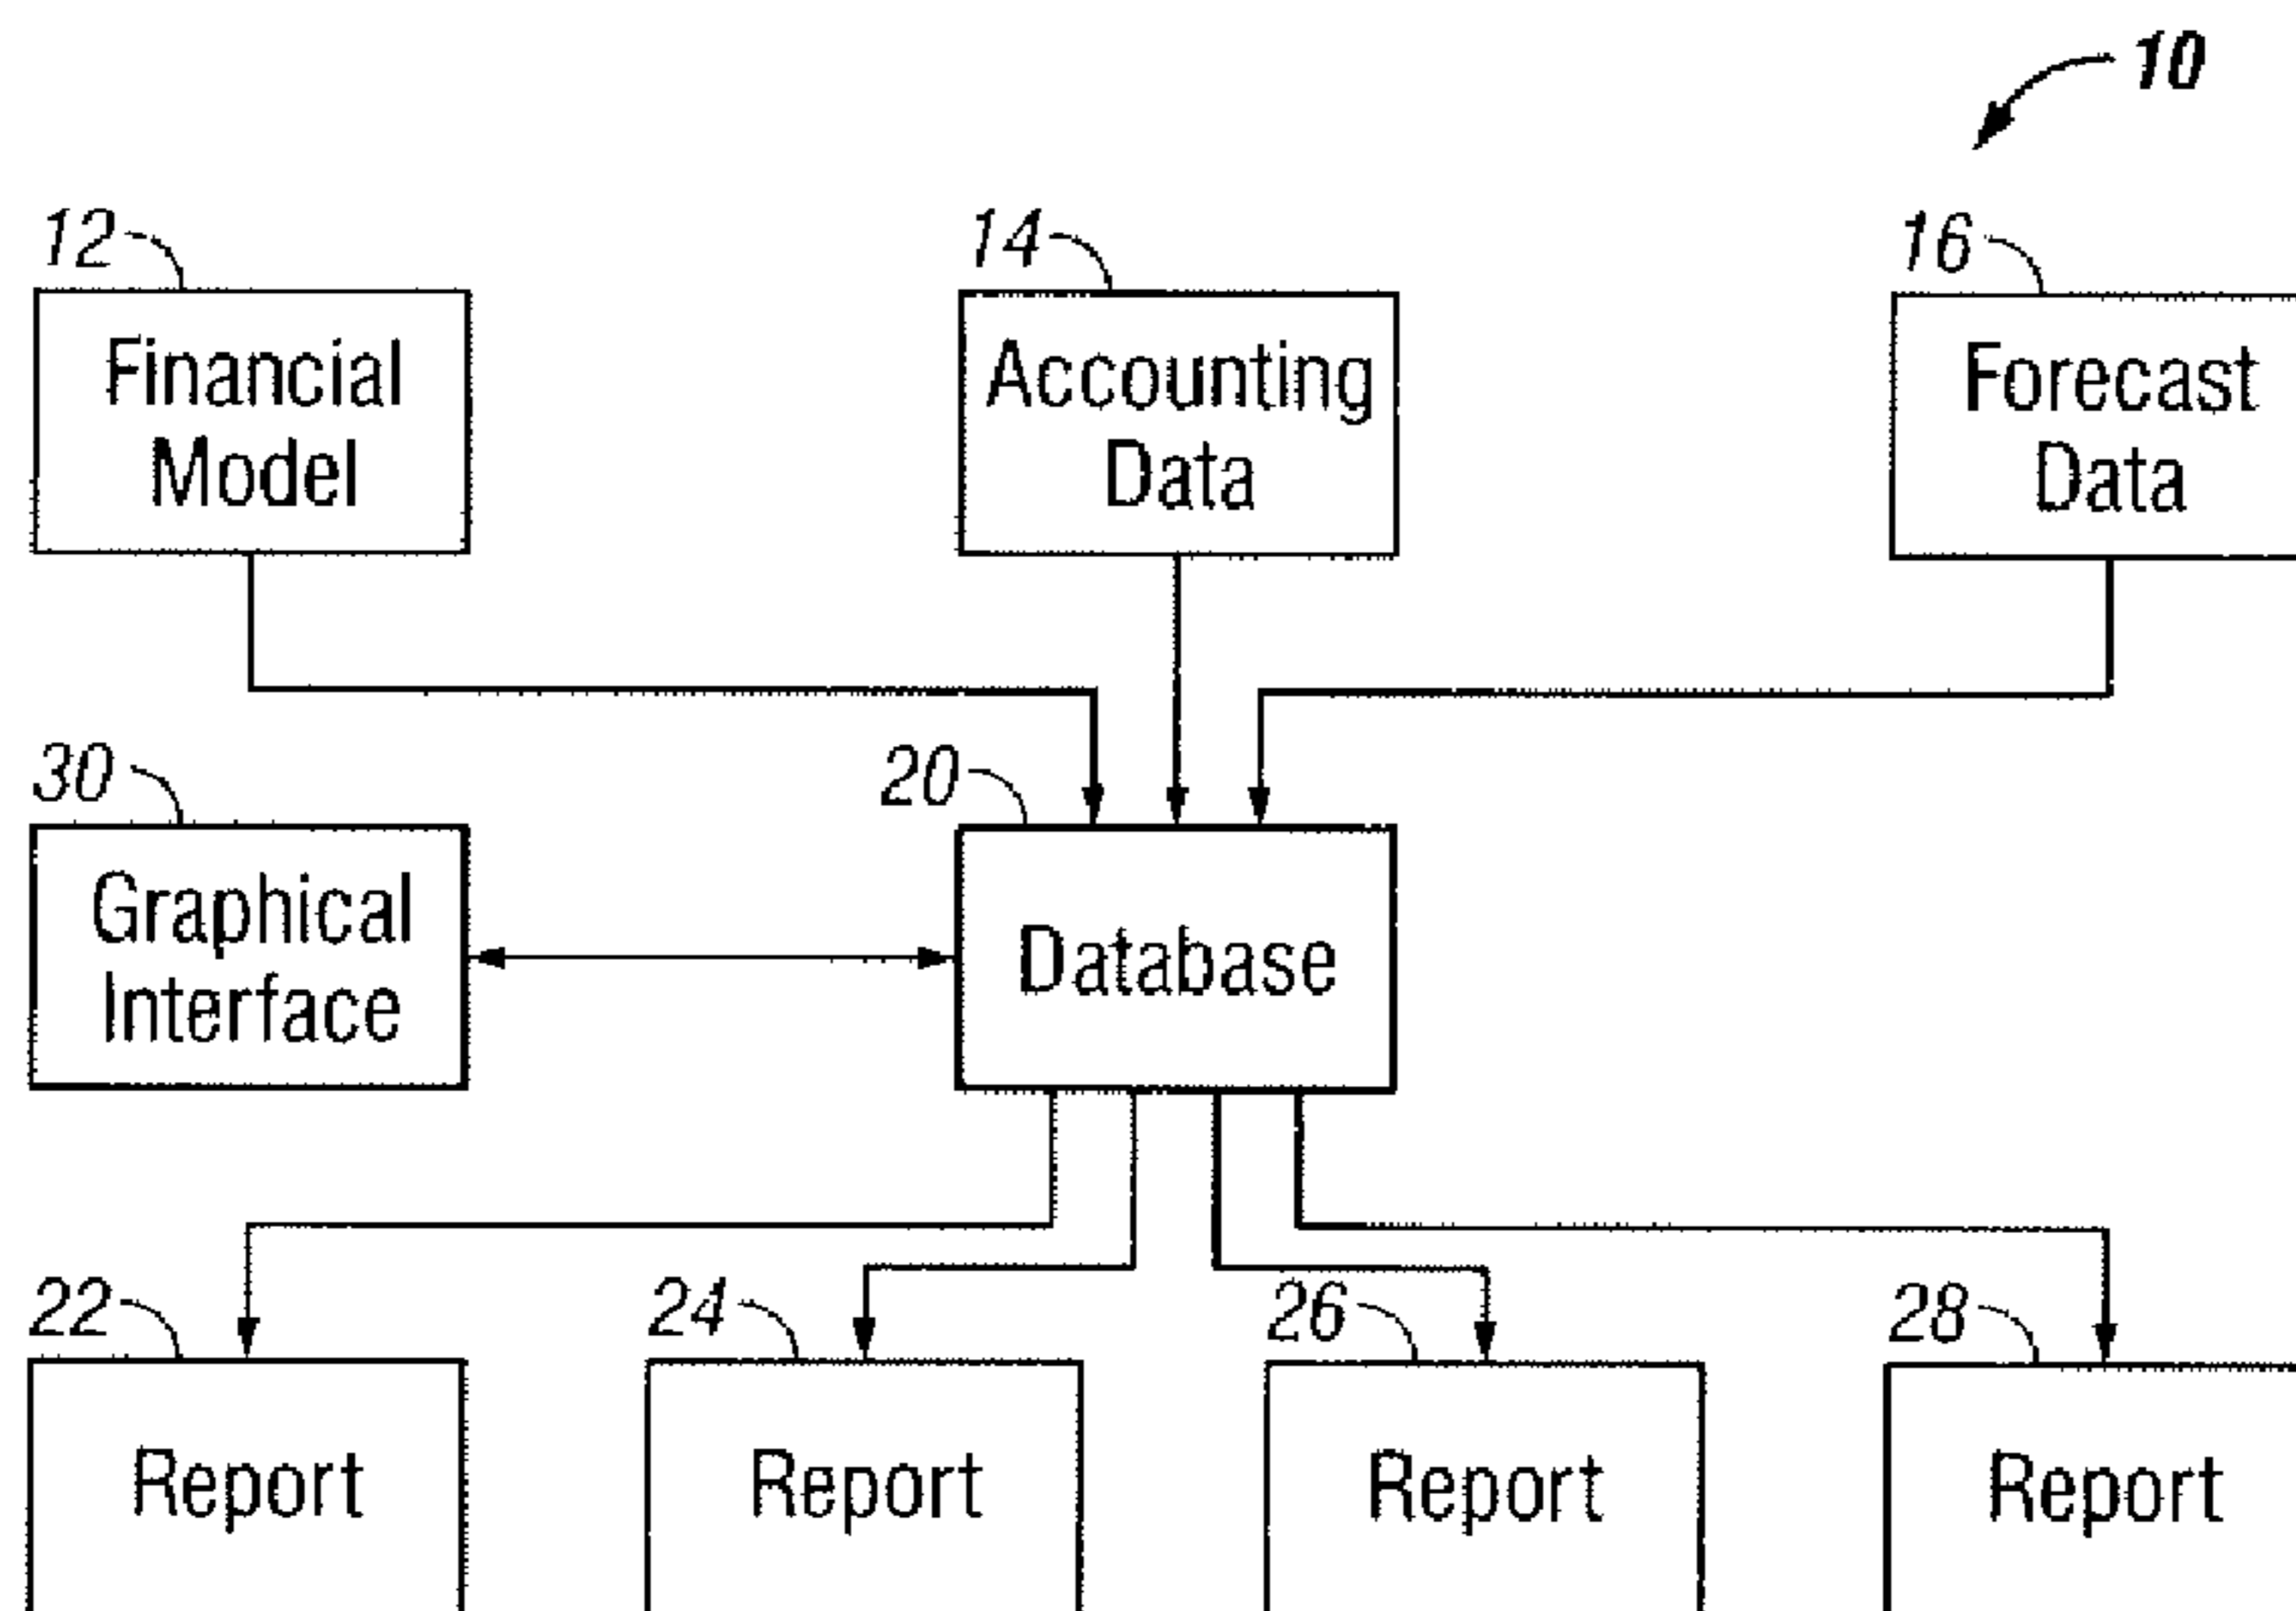 10
12
14
16
Financial
Model
Accounting
Data
Forecast
Data
30
20
Graphical
Interface
Database
22
24
26
28
Report
Report
Report
Report